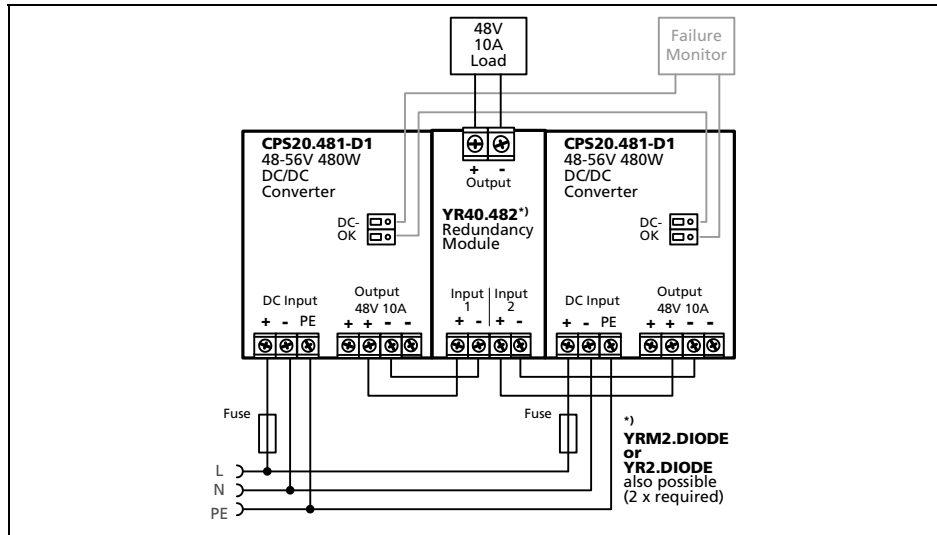 48V
10A
Load
Failure
Monitor
CPS20.481-D1
48-56V 480W
DC/DC
Converter
DC-
OK
DC Input
+ - PE
Output
48V 10A
+ + - -
+ -
Output
YR40.482*)
Redundancy
Module
Input
1
Input
2
+ - + -
CPS20.481-D1
48-56V 480W
DC/DC
Converter
DC-
OK
DC Input
+ - PE
Output
48V 10A
+ + - -
Fuse
Fuse
*)
YRM2.DIODE
or
YR2.DIODE
also possible
(2 x required)
L
N
PE